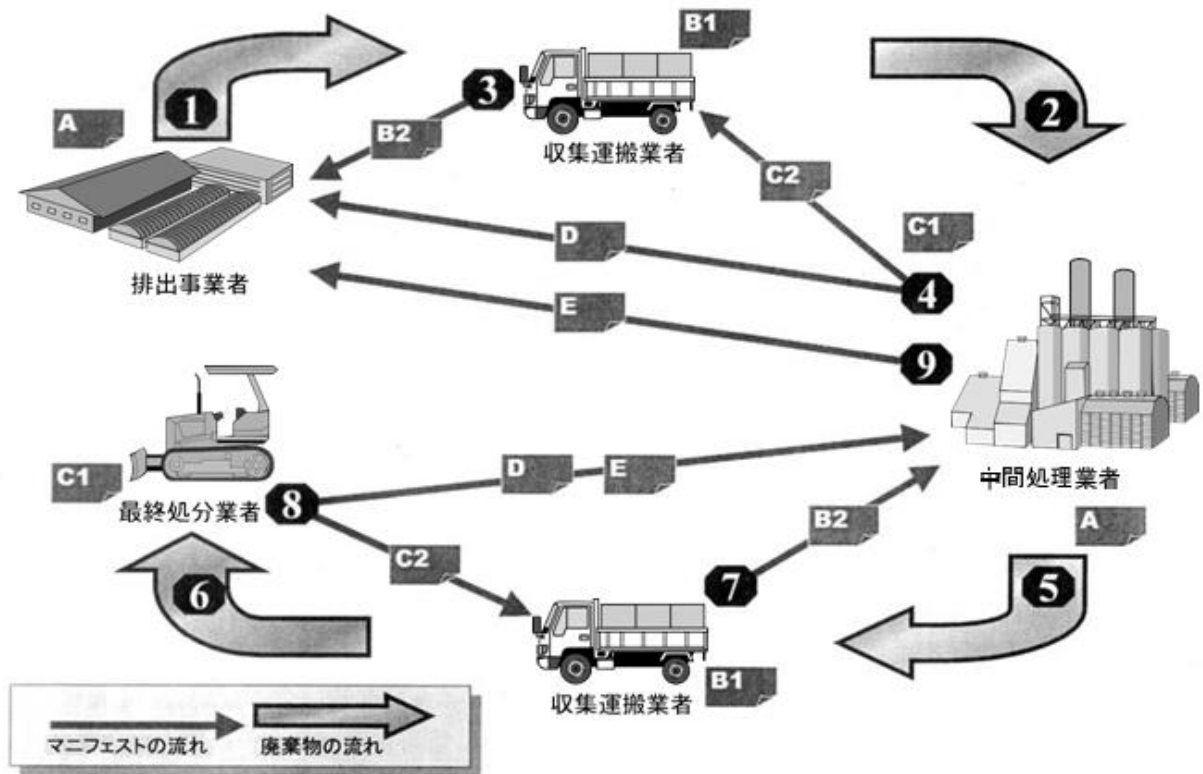 B1
1
3
2
A
B2
収集運搬業者
C2
C1
D
排出事業者
4
E
9
C1
D
E
中間処理業者
最終処分業者
8
B2
A
C2
7
6
5
B1
収集運搬業者
マニフェストの流れ
廃棄物の流れ